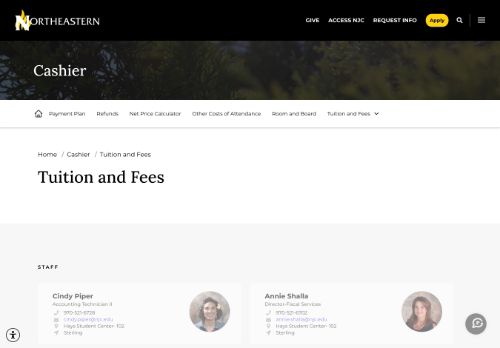 NORTHEASTERN
GIVE ACCESS NJC REQUEST INFO Apply
Cashier
Payment Plan Refunds Net Price Calculator Other Costs of Attendance Room and Board Tuition and Fees
Home / Cashier / Tuition and Fees
Tuition and Fees
STAFF
Cindy Piper
Accounting Technician II
970-521-6728
cindy.piper@njc.edu
Hays Student Center- 102
Sterling
Annie Shalla
Director-Fiscal Services
970-521-6702
annie.shalla@njc.edu
Hays Student Center- 102
Sterling